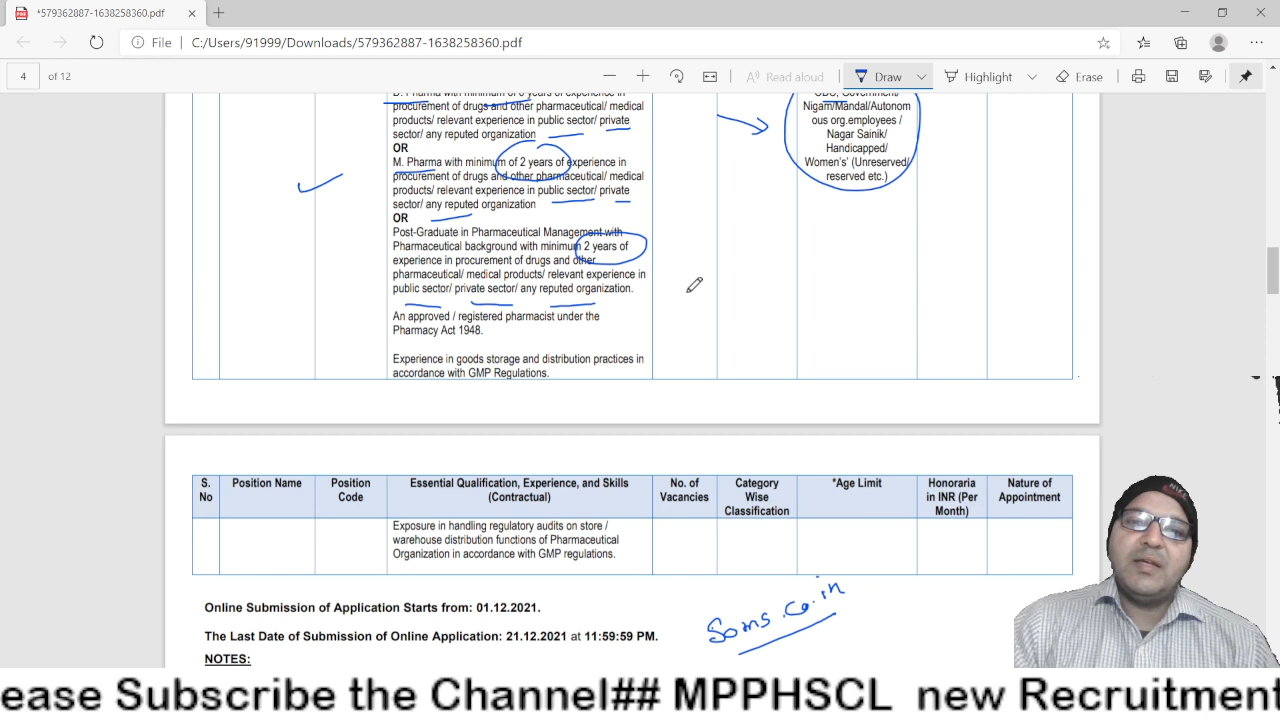 *579362887-1638258360.pdf
File C:/Users/91999/Downloads/579362887-1638258360.pdf
4 of 12 Read aloud Draw Highlight Erase
procurement of drugs and other pharmaceutical/ medical
products/ relevant experience in public sector/ private
sector/ any reputed organization
OR
M. Pharma with minimum of 2 years of experience in
procurement of drugs and other pharmaceutical/ medical
products/ relevant experience in public sector/ private
sector/ any reputed organization
OR
Post-Graduate in Pharmaceutical Management with
Pharmaceutical background with minimum 2 years of
experience in procurement of drugs and other
pharmaceutical/ medical products/ relevant experience in
public sector/ private sector/ any reputed organization.
An approved / registered pharmacist under the
Pharmacy Act 1948.
Experience in goods storage and distribution practices in
accordance with GMP Regulations.
Government/
Nigam/Mandal/Autonom
ous org.employees /
Nagar Sainik/
Handicapped/
Women's' (Unreserved/
reserved etc.)
S. No
Position Name
Position Code
Essential Qualification, Experience, and Skills (Contractual)
No. of Vacancies
Category Wise Classification
*Age Limit
Honoraria in INR (Per Month)
Nature of Appointment
Exposure in handling regulatory audits on store /
warehouse distribution functions of Pharmaceutical
Organization in accordance with GMP regulations.
Online Submission of Application Starts from: 01.12.2021.
The Last Date of Submission of Online Application: 21.12.2021 at 11:59:59 PM.
NOTES:
Soms.co.in
NIKE
ease Subscribe the Channel## MPPHSCL new Recruitment